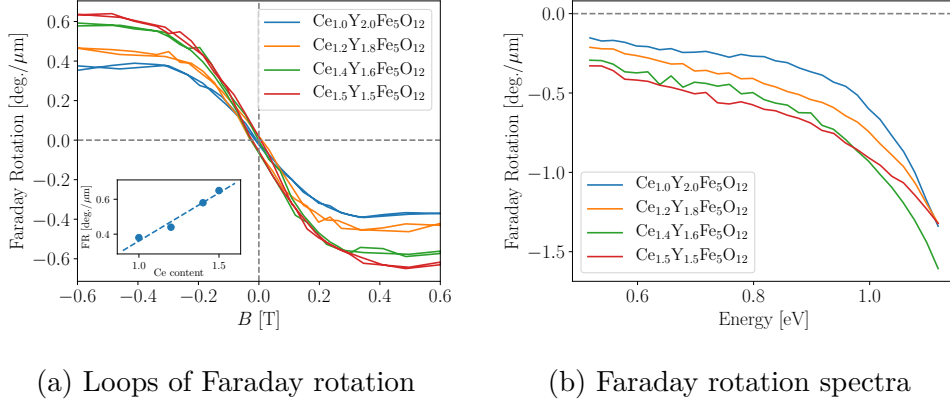 Faraday Rotation [deg./μm]
0.6
0.4
0.2
0.0
−0.2
−0.4
−0.6
Ce1.0Y2.0Fe5O12
Ce1.2Y1.8Fe5O12
Ce1.4Y1.6Fe5O12
Ce1.5Y1.5Fe5O12
FR [deg./μm]
0.6
0.4
1.0
1.5
Ce content
−0.6
−0.4
−0.2
0.0
0.2
0.4
0.6
B [T]
(a) Loops of Faraday rotation
Faraday Rotation [deg./μm]
0.0
−0.5
−1.0
−1.5
Ce1.0Y2.0Fe5O12
Ce1.2Y1.8Fe5O12
Ce1.4Y1.6Fe5O12
Ce1.5Y1.5Fe5O12
0.6
0.8
1.0
Energy [eV]
(b) Faraday rotation spectra